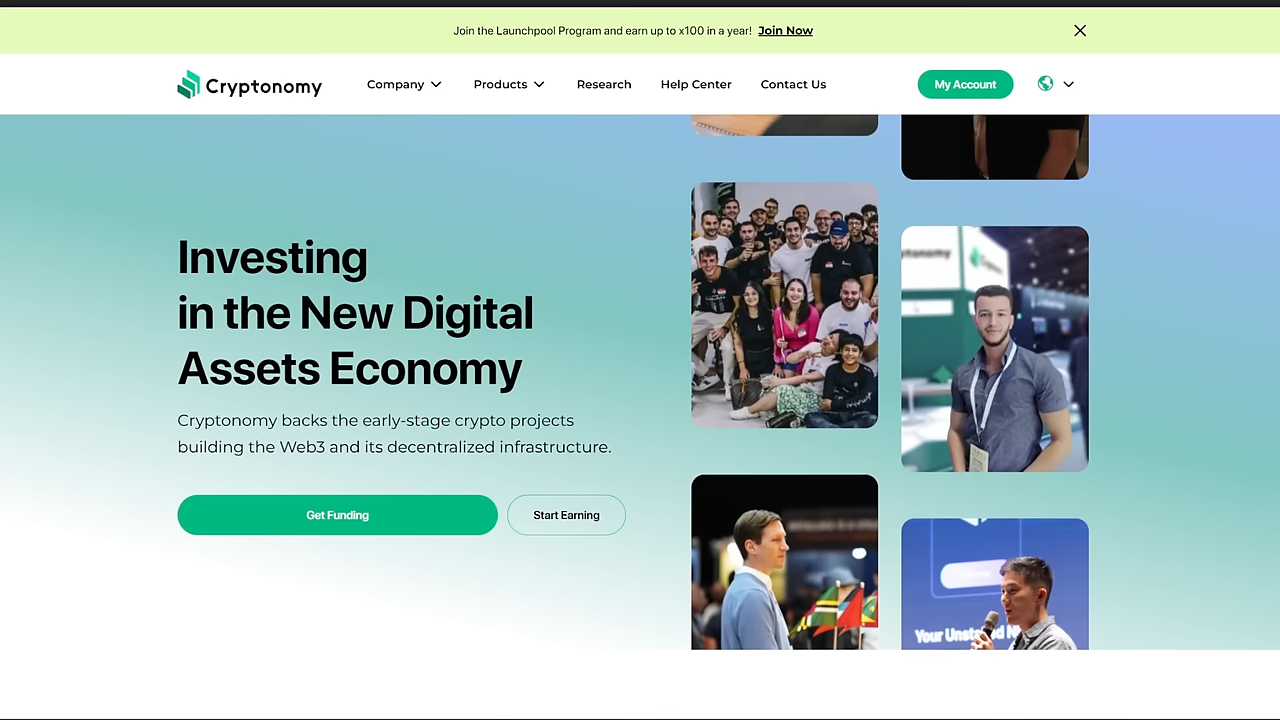 Join the Launchpool Program and earn up to x100 in a year! Join Now
Cryptonomy
Company
Products
Research
Help Center
Contact Us
My Account
Investing
in the New Digital
Assets Economy
Cryptonomy backs the early-stage crypto projects
building the Web3 and its decentralized infrastructure.
Get Funding
Start Earning
Your